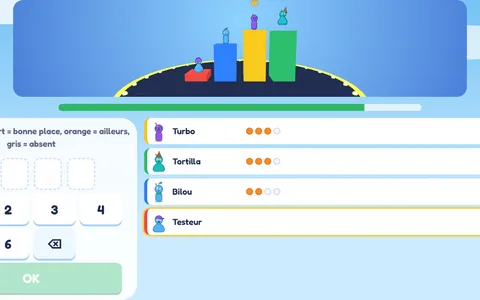 rt = bonne place, orange = ailleurs,
gris = absent
2 3 4
6
OK
Turbo
Tortilla
Bilou
Testeur